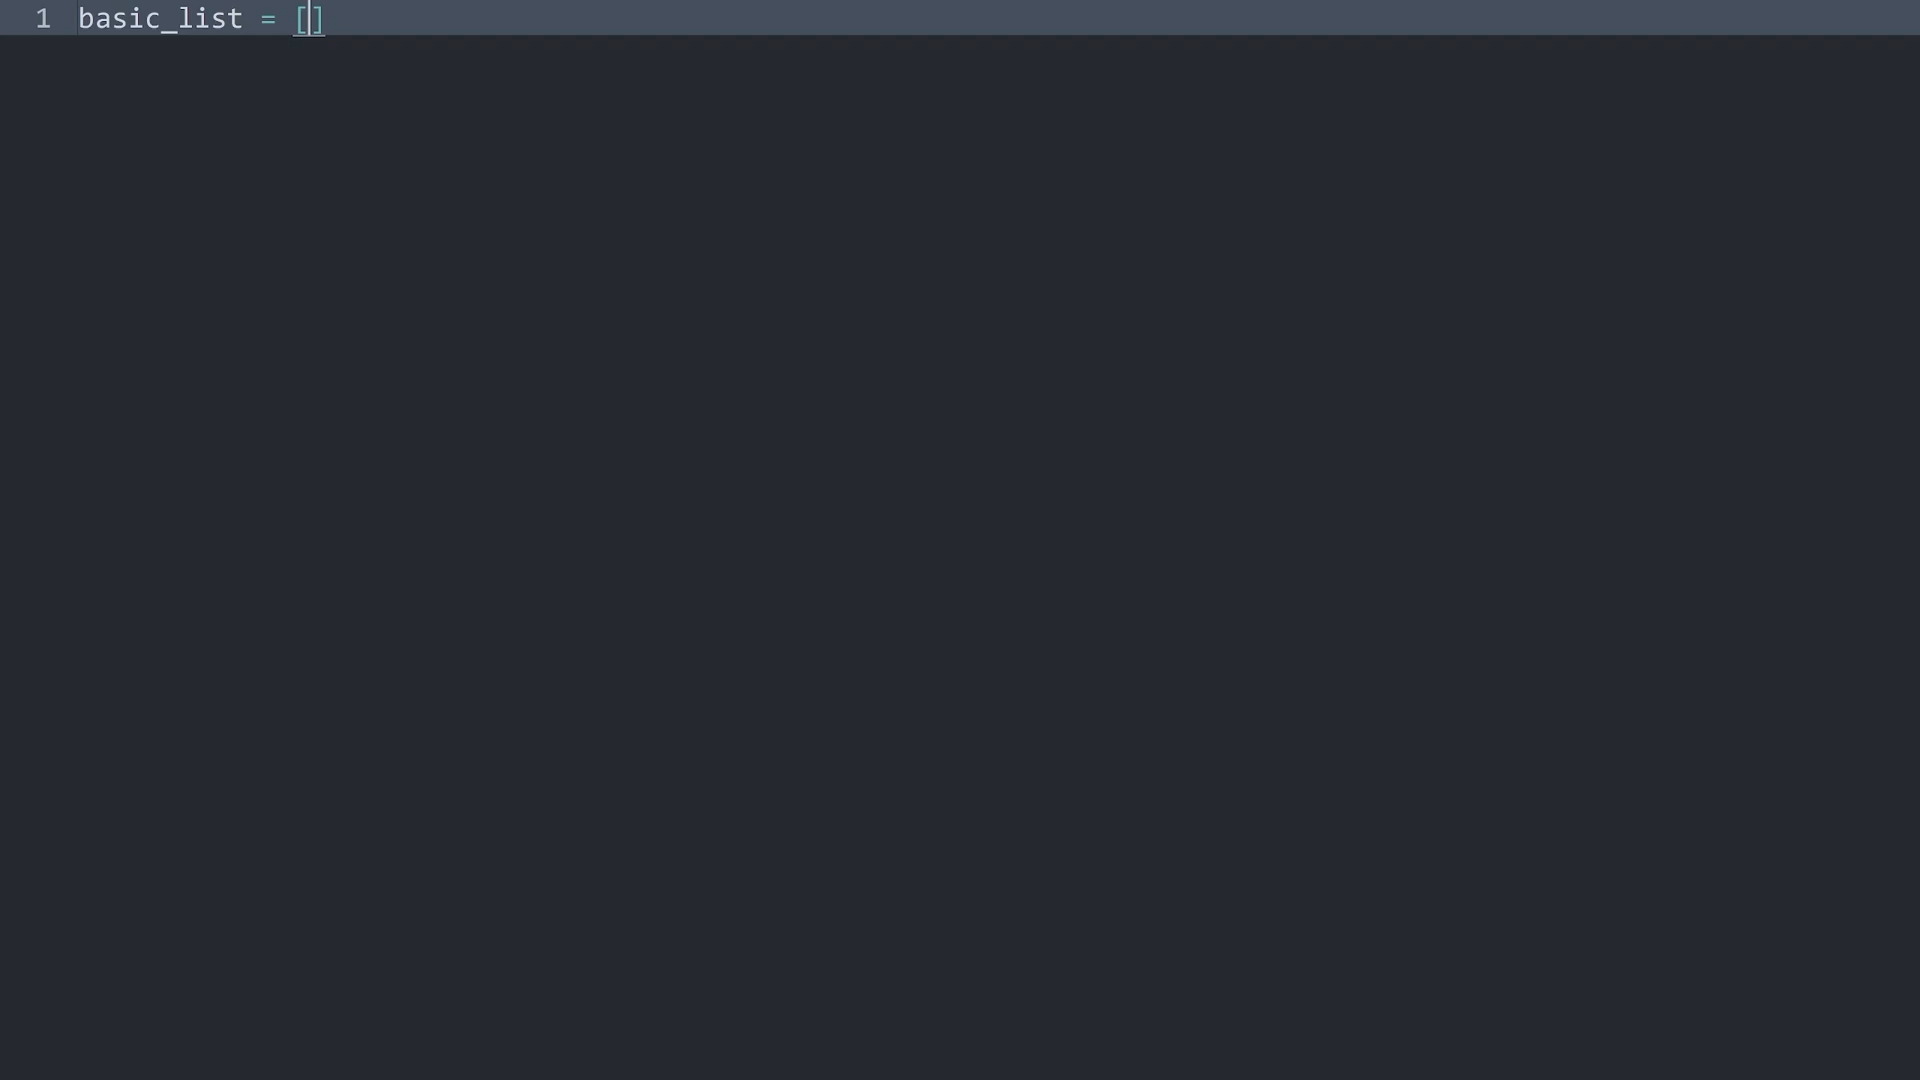 1 basic_list = []